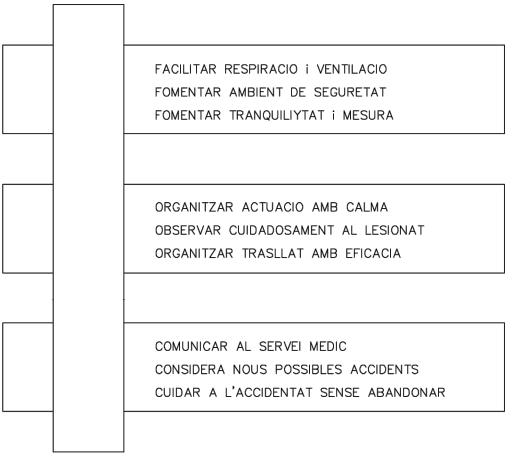 FACILITAR RESPIRACIO i VENTILACIO
FOMENTAR AMBIENT DE SEGURETAT
FOMENTAR TRANQUILIYTAT i MESURA
ORGANITZAR ACTUACIO AMB CALMA
OBSERVAR CUIDADOSAMENT AL LESIONAT
ORGANITZAR TRASLLAT AMB EFICACIA
COMUNICAR AL SERVEI MEDIC
CONSIDERA NOUS POSSIBLES ACCIDENTS
CUIDAR A L'ACCIDENTAT SENSE ABANDONAR